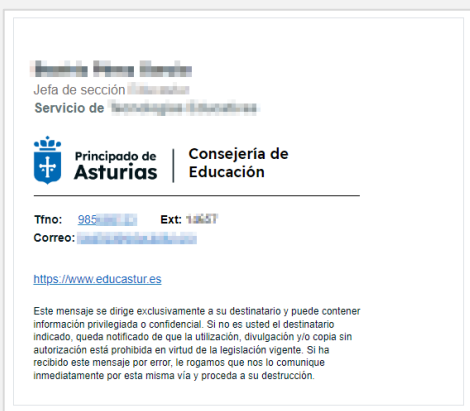 Jefa de sección
Servicio de
Principado de
Asturias
Consejería de
Educación
Tfno: 985 Ext:
Correo:
https://www.educastur.es
Este mensaje se dirige exclusivamente a su destinatario y puede contener
información privilegiada o confidencial. Si no es usted el destinatario
indicado, queda notificado de que la utilización, divulgación y/o copia sin
autorización está prohibida en virtud de la legislación vigente. Si ha
recibido este mensaje por error, le rogamos que nos lo comunique
inmediatamente por esta misma vía y proceda a su destrucción.